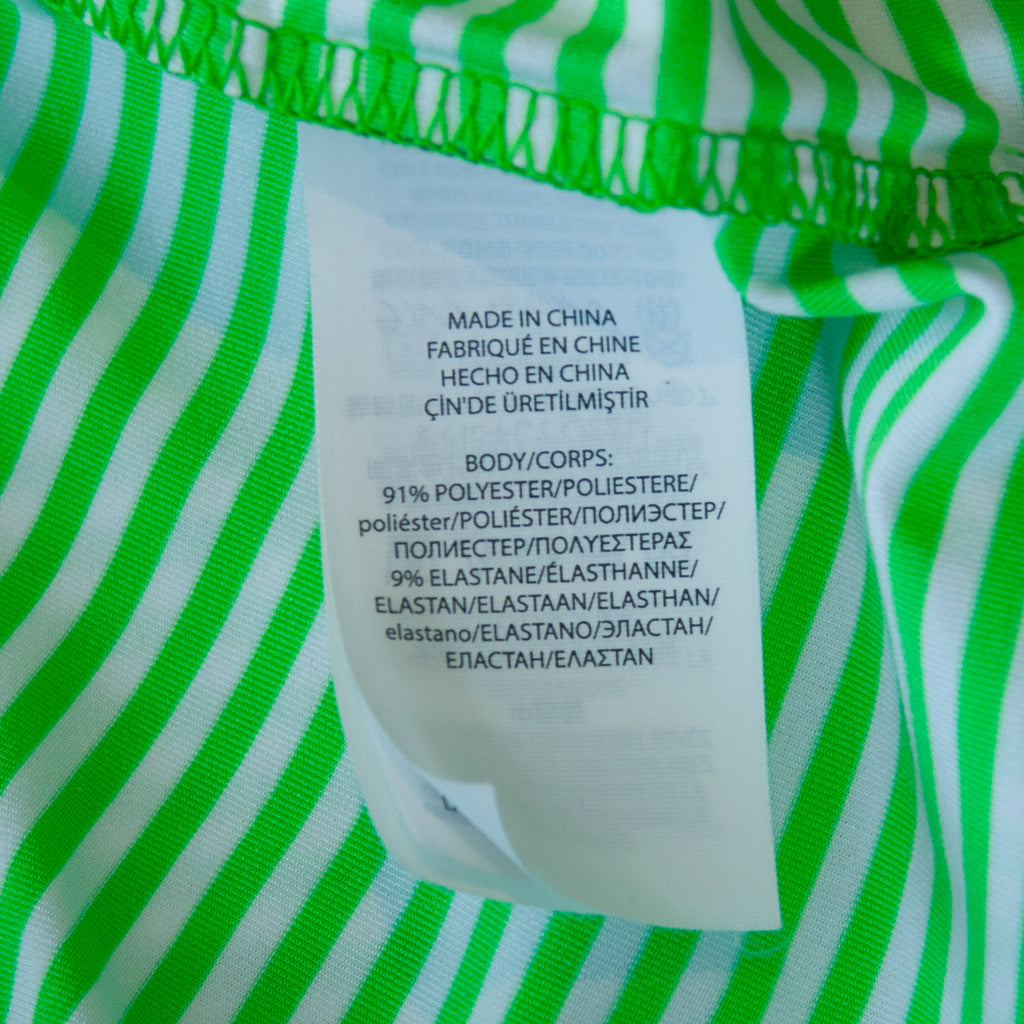 MADE IN CHINA
FABRIQUÉ EN CHINE
HECHO EN CHINA
ÇİN'DE ÜRETİLMİŞTİR
BODY/CORPS:
91% POLYESTER/POLIESTERE/
poliéster/POLIÉSTER/ПОЛИЭСТЕР/
ПОЛИЕСТЕР/ΠΟΛΥΕΣΤΕΡΑΣ
9% ELASTANE/ÉLASTHANNE/
ELASTAN/ELASTAAN/ELASTHAN/
elastano/ELASTANO/ЭЛАСТАН/
ЕЛАСТАН/ΕΛΑΣΤΑΝ